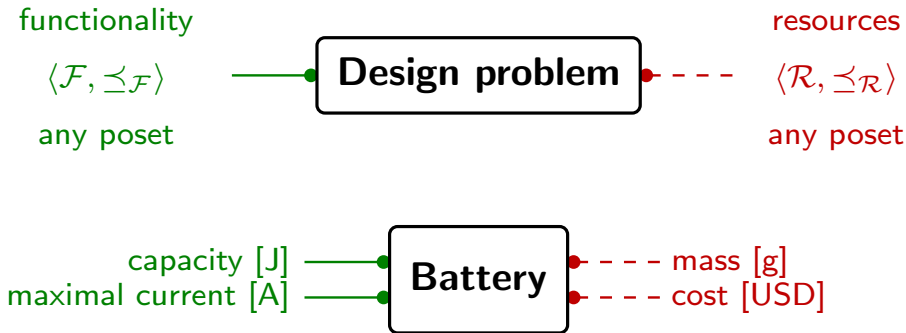 functionality
resources
⟨ℱ, ⪯ℱ⟩
Design problem
⟨ℛ, ⪯ℛ⟩
any poset
any poset
capacity [J]
maximal current [A]
Battery
mass [g]
cost [USD]